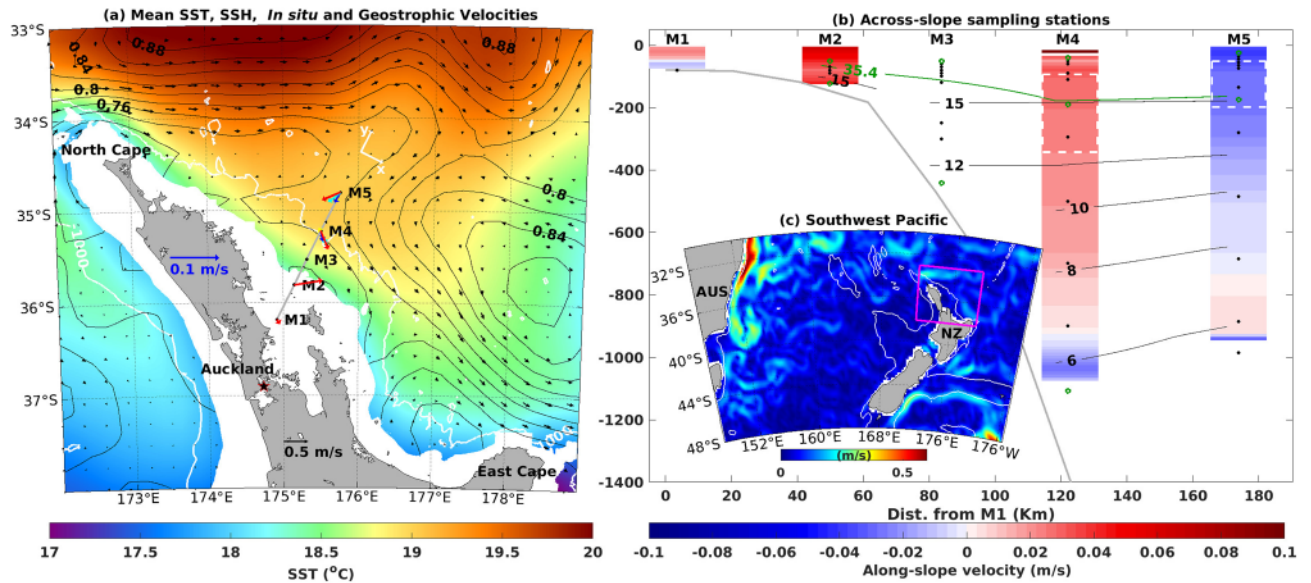 (a) Mean SST, SSH, In situ and Geostrophic Velocities
33°S
34°S
35°S
36°S
37°S
0.84
0.88
0.88
0.8
0.76
North Cape
y
x
M5
M4
M3
M2
M1
0.8
0.84
1000
0.1 m/s
Auckland
0.5 m/s
1000
East Cape
173°E
174°E
175°E
176°E
177°E
178°E
17
17.5
18
18.5
19
19.5
20
SST (°C)
(b) Across-slope sampling stations
M1
M2
M3
M4
M5
0
-200
-400
-600
-800
-1000
-1200
-1400
35.4
15
15
12
10
8
6
0
20
40
60
80
100
120
140
160
180
Dist. from M1 (Km)
(c) Southwest Pacific
32°S
36°S
40°S
44°S
48°S
AUS
NZ
152°E
160°E
168°E
176°E
176°W
0
(m/s)
0.5
-0.1
-0.08
-0.06
-0.04
-0.02
0
0.02
0.04
0.06
0.08
0.1
Along-slope velocity (m/s)